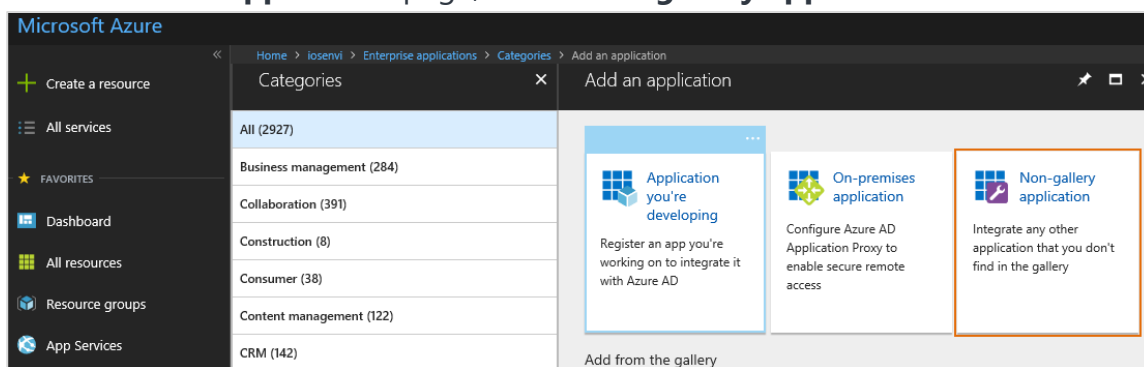 Microsoft Azure
«
Home > iosenvi > Enterprise applications > Categories > Add an application
Create a resource
All services
FAVORITES
Dashboard
All resources
Resource groups
App Services
Categories
All (2927)
Business management (284)
Collaboration (391)
Construction (8)
Consumer (38)
Content management (122)
CRM (142)
Add an application
Application
you're
developing
Register an app you're
working on to integrate it
with Azure AD
On-premises
application
Configure Azure AD
Application Proxy to
enable secure remote
access
Non-gallery
application
Integrate any other
application that you don't
find in the gallery
Add from the gallery